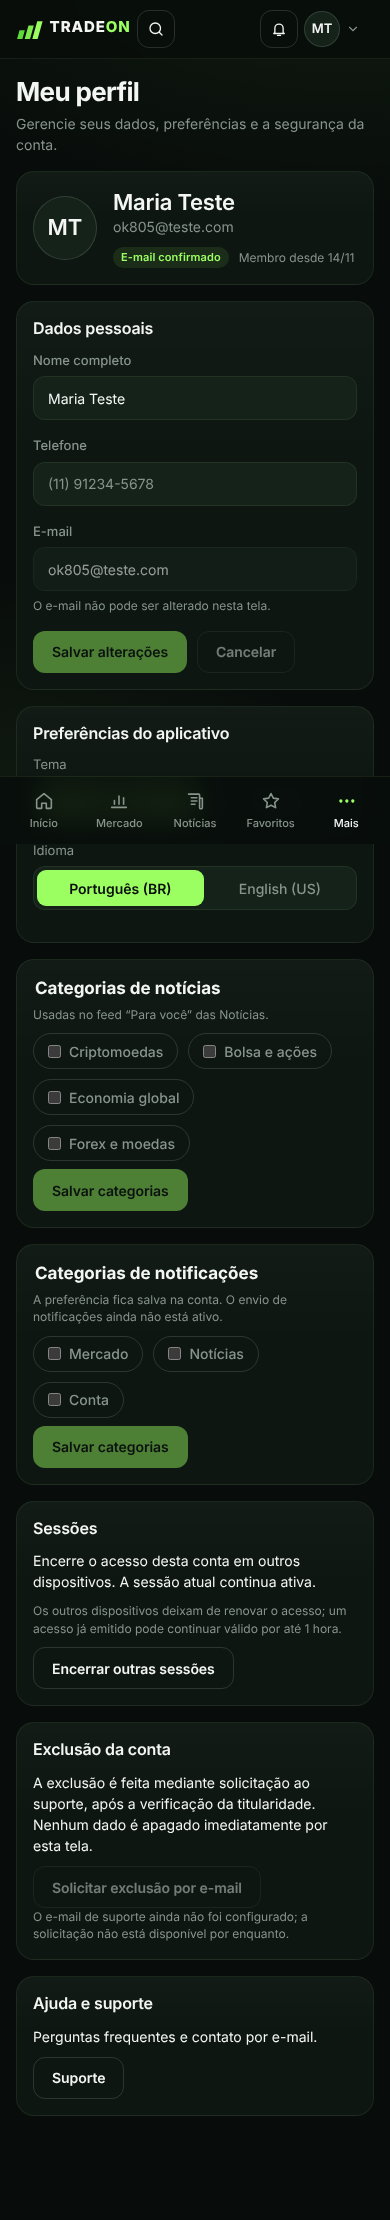 TRADEON
MT
Meu perfil
Gerencie seus dados, preferências e a segurança da
conta.
MT
Maria Teste
ok805@teste.com
E-mail confirmado
Membro desde 14/11
Dados pessoais
Nome completo
Maria Teste
Telefone
(11) 91234-5678
E-mail
ok805@teste.com
O e-mail não pode ser alterado nesta tela.
Salvar alterações
Cancelar
Preferências do aplicativo
Tema
Início
Mercado
Notícias
Favoritos
Mais
Idioma
Português (BR)
English (US)
Categorias de notícias
Usadas no feed “Para você” das Notícias.
Criptomoedas
Bolsa e ações
Economia global
Forex e moedas
Salvar categorias
Categorias de notificações
A preferência fica salva na conta. O envio de
notificações ainda não está ativo.
Mercado
Notícias
Conta
Salvar categorias
Sessões
Encerre o acesso desta conta em outros
dispositivos. A sessão atual continua ativa.
Os outros dispositivos deixam de renovar o acesso; um
acesso já emitido pode continuar válido por até 1 hora.
Encerrar outras sessões
Exclusão da conta
A exclusão é feita mediante solicitação ao
suporte, após a verificação da titularidade.
Nenhum dado é apagado imediatamente por
esta tela.
Solicitar exclusão por e-mail
O e-mail de suporte ainda não foi configurado; a
solicitação não está disponível por enquanto.
Ajuda e suporte
Perguntas frequentes e contato por e-mail.
Suporte